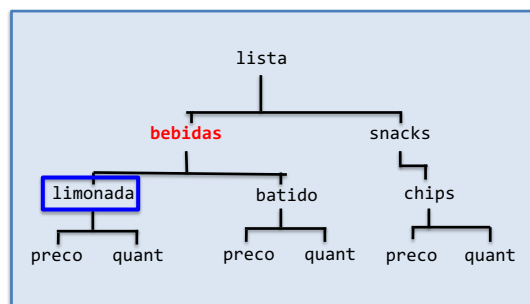 lista
bebidas snacks
limonada batido chips
preco quant preco quant preco quant